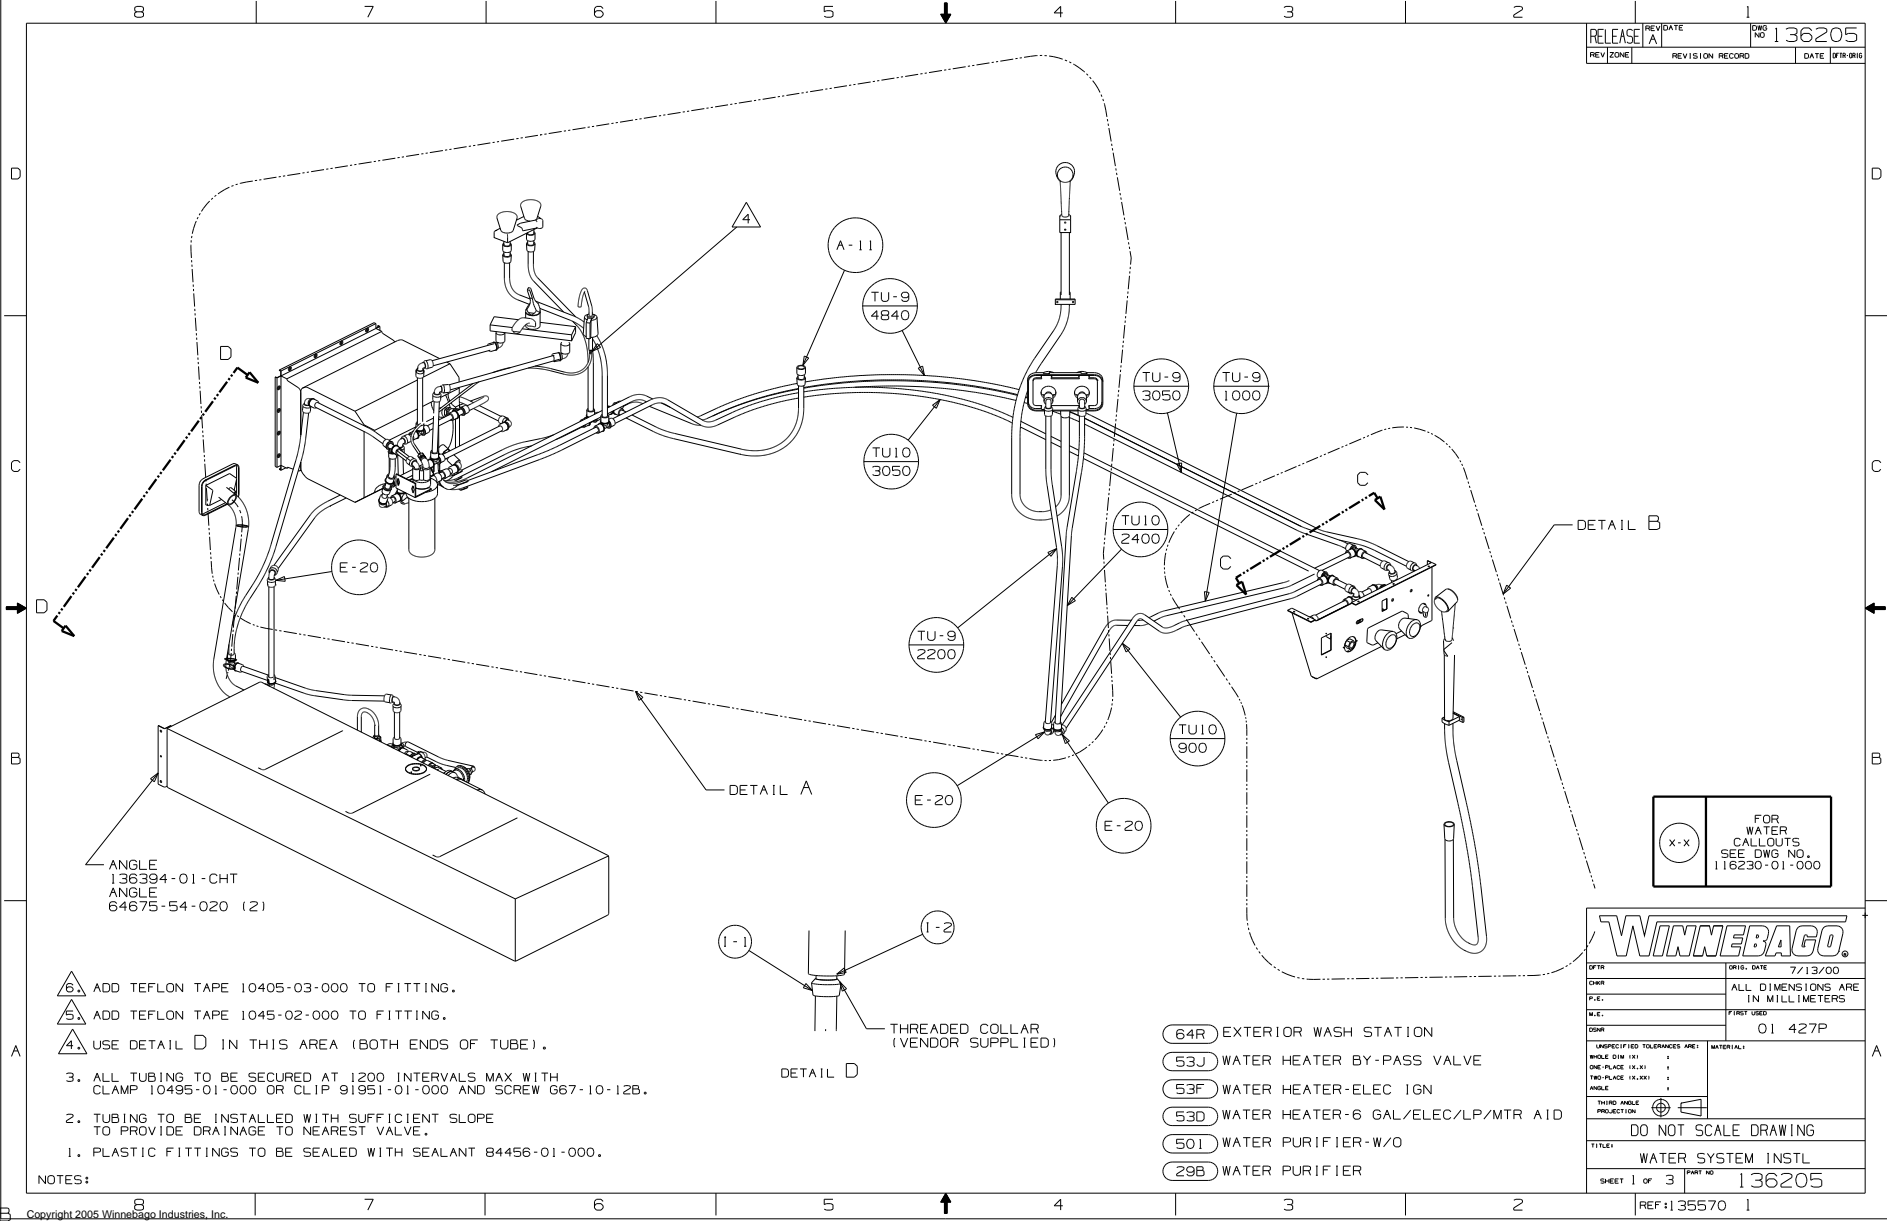 8 7 6 5 4 3 2 1
RELEASE REV A DATE DWG NO 136205
REV ZONE REVISION RECORD DATE DFTR-ORIG
D
D
C
C
B
B
A
A
4
A-11
TU-9
4840
TU-9
3050
TU-9
1000
D
D
TU10
3050
C
C
TU10
2400
DETAIL B
E-20
TU-9
2200
TU10
900
DETAIL A
E-20
E-20
ANGLE
136394-01-CHT
ANGLE
64675-54-020 (2)
X-X
FOR
WATER
CALLOUTS
SEE DWG NO.
116230-01-000
I-1
I-2
THREADED COLLAR
(VENDOR SUPPLIED)
DETAIL D
6. ADD TEFLON TAPE 10405-03-000 TO FITTING.
5. ADD TEFLON TAPE 1045-02-000 TO FITTING.
4. USE DETAIL D IN THIS AREA (BOTH ENDS OF TUBE).
3. ALL TUBING TO BE SECURED AT 1200 INTERVALS MAX WITH
CLAMP 10495-01-000 OR CLIP 91951-01-000 AND SCREW G67-10-12B.
2. TUBING TO BE INSTALLED WITH SUFFICIENT SLOPE
TO PROVIDE DRAINAGE TO NEAREST VALVE.
1. PLASTIC FITTINGS TO BE SEALED WITH SEALANT 84456-01-000.
NOTES:
64R EXTERIOR WASH STATION
53J WATER HEATER BY-PASS VALVE
53F WATER HEATER-ELEC IGN
53D WATER HEATER-6 GAL/ELEC/LP/MTR AID
501 WATER PURIFIER-W/O
29B WATER PURIFIER
WINNEBAGO®
DFTR
ORIG. DATE 7/13/00
CHKR
ALL DIMENSIONS ARE
IN MILLIMETERS
P.E.
M.E.
FIRST USED
01 427P
DSNR
UNSPECIFIED TOLERANCES ARE:
MATERIAL:
WHOLE DIM (X) :
ONE-PLACE (X.X) :
TWO-PLACE (X.XX) :
ANGLE :
THIRD ANGLE
PROJECTION
DO NOT SCALE DRAWING
TITLE:
WATER SYSTEM INSTL
SHEET 1 OF 3
PART NO 136205
REF:135570
8 7 6 5 4 3 2 1
B
Copyright 2005 Winnebago Industries, Inc.